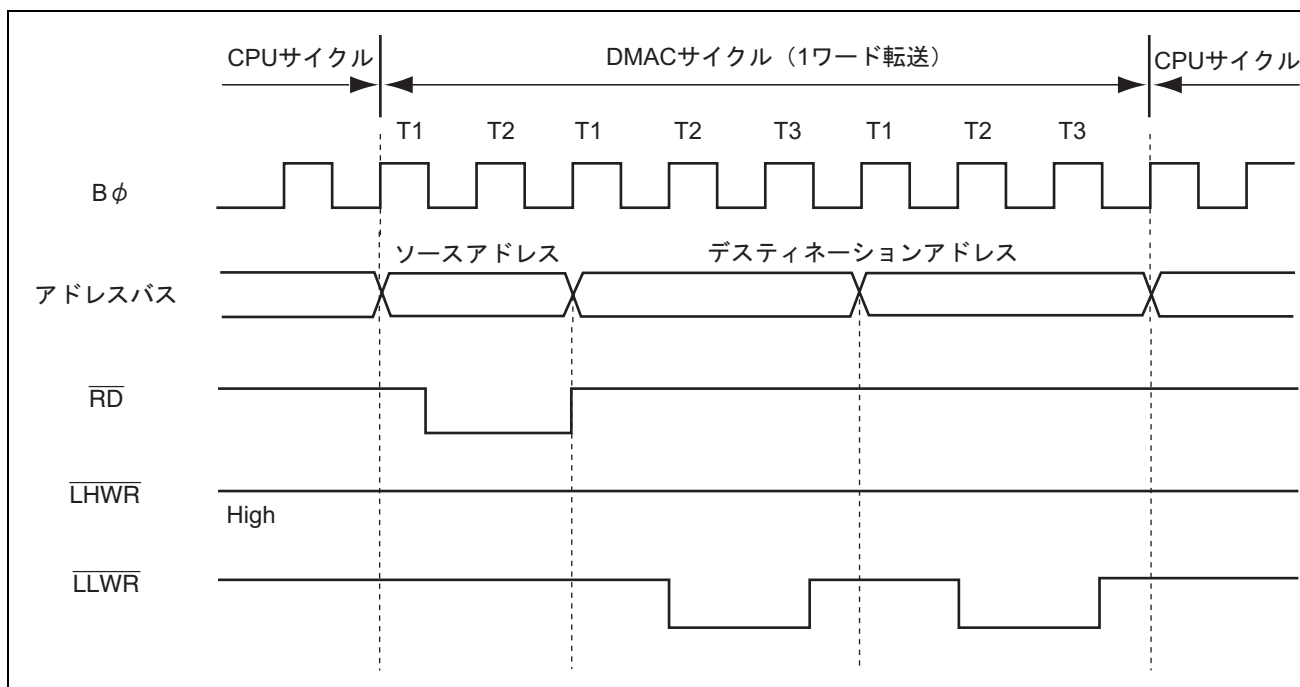 CPUサイクル DMACサイクル（1ワード転送） CPUサイクル
T1 T2 T1 T2 T3 T1 T2 T3
Bφ
ソースアドレス デスティネーションアドレス
アドレスバス
RD
LHWR
High
LLWR